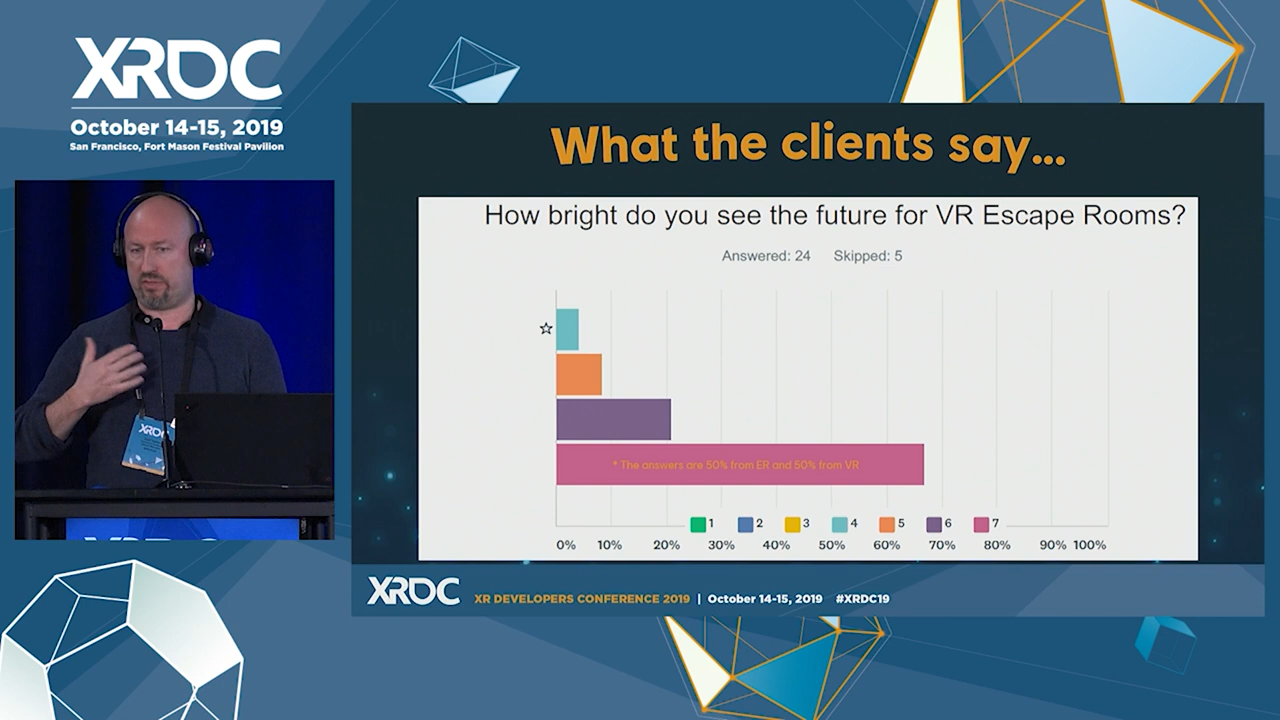 XRDC
October 14-15, 2019
San Francisco, Fort Mason Festival Pavilion
What the clients say...
How bright do you see the future for VR Escape Rooms?
Answered: 24 Skipped: 5
* The answers are 50% from ER and 50% from VR
1 2 3 4 5 6 7
0% 10% 20% 30% 40% 50% 60% 70% 80% 90% 100%
XRDC
XRDC XR DEVELOPERS CONFERENCE 2019 | October 14-15, 2019 #XRDC19